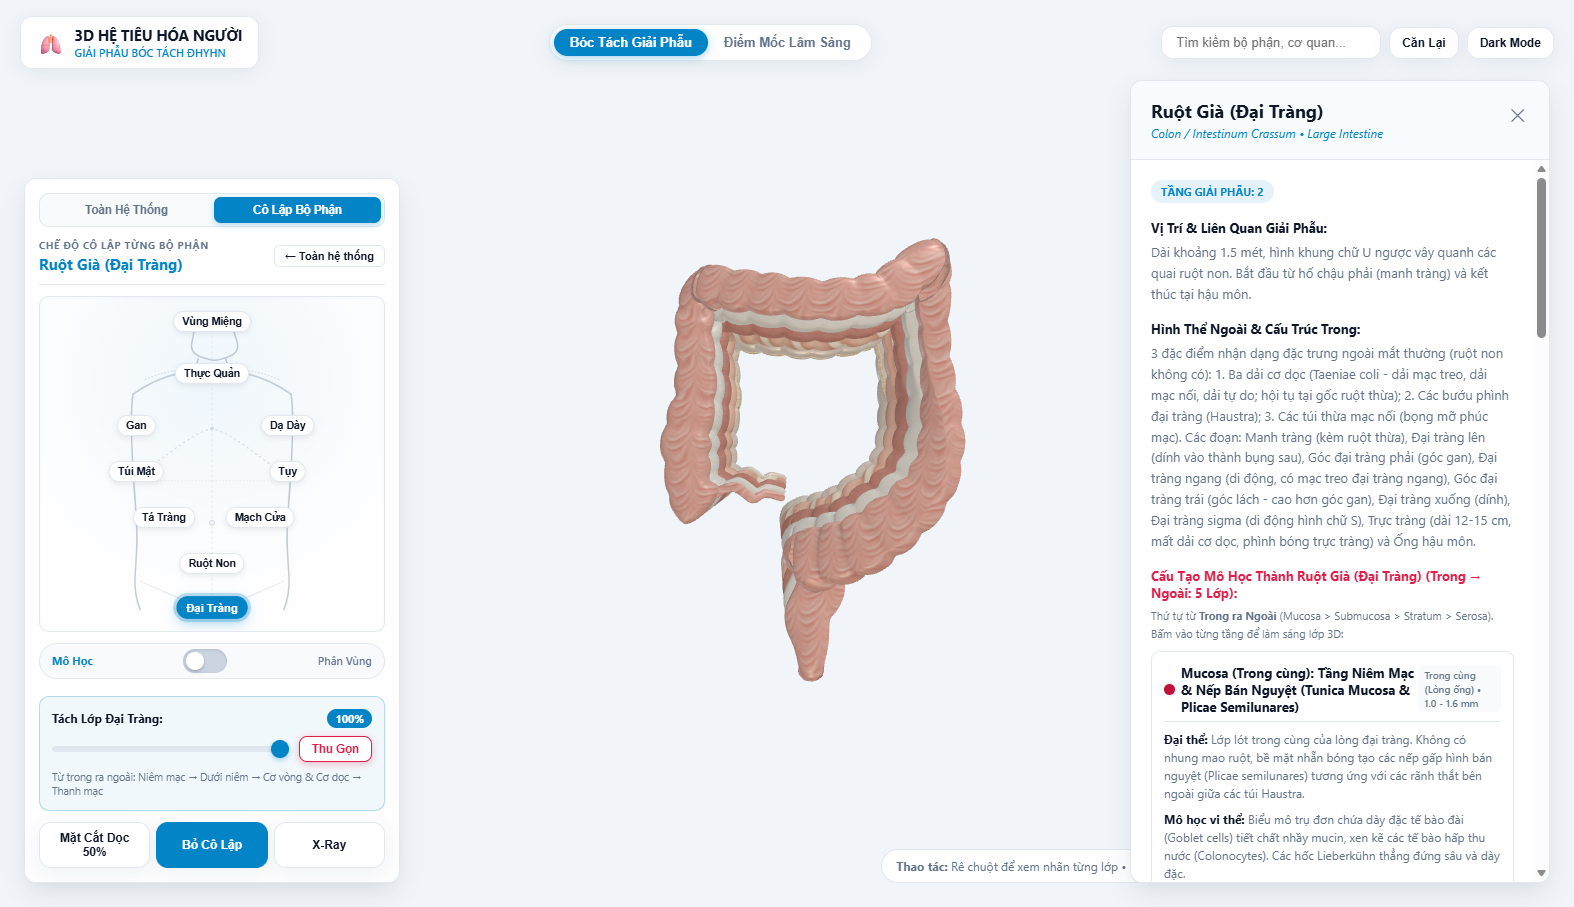 3D HỆ TIÊU HÓA NGƯỜI
GIẢI PHẪU BÓC TÁCH ĐHYHN
Bóc Tách Giải Phẫu
Điểm Mốc Lâm Sàng
Tìm kiếm bộ phận, cơ quan...
Căn Lại
Dark Mode
Toàn Hệ Thống
Cô Lập Bộ Phận
CHẾ ĐỘ CÔ LẬP TỪNG BỘ PHẬN
Ruột Già (Đại Tràng)
← Toàn hệ thống
Vùng Miệng
Thực Quản
Gan
Dạ Dày
Túi Mật
Tụy
Tá Tràng
Mạch Cửa
Ruột Non
Đại Tràng
Mô Học
Phân Vùng
Tách Lớp Đại Tràng:
100%
Thu Gọn
Từ trong ra ngoài: Niêm mạc → Dưới niêm → Cơ vòng & Cơ dọc →
Thanh mạc
Mặt Cắt Dọc
50%
Bỏ Cô Lập
X-Ray
Thao tác: Rê chuột để xem nhãn từng lớp •
Ruột Già (Đại Tràng)
Colon / Intestinum Crassum • Large Intestine
TẦNG GIẢI PHẪU: 2
Vị Trí & Liên Quan Giải Phẫu:
Dài khoảng 1.5 mét, hình khung chữ U ngược vây quanh các
quai ruột non. Bắt đầu từ hố chậu phải (manh tràng) và kết
thúc tại hậu môn.
Hình Thể Ngoài & Cấu Trúc Trong:
3 đặc điểm nhận dạng đặc trưng ngoài mắt thường (ruột non
không có): 1. Ba dải cơ dọc (Taeniae coli - dải mạc treo, dải
mạc nối, dải tự do; hội tụ tại gốc ruột thừa); 2. Các bướu phình
đại tràng (Haustra); 3. Các túi thừa mạc nối (bọng mỡ phúc
mạc). Các đoạn: Manh tràng (kèm ruột thừa), Đại tràng lên
(dính vào thành bụng sau), Góc đại tràng phải (góc gan), Đại
tràng ngang (di động, có mạc treo đại tràng ngang), Góc đại
tràng trái (góc lách - cao hơn góc gan), Đại tràng xuống (dính),
Đại tràng sigma (di động hình chữ S), Trực tràng (dài 12-15 cm,
mất dải cơ dọc, phình bóng trực tràng) và Ống hậu môn.
Cấu Tạo Mô Học Thành Ruột Già (Đại Tràng) (Trong →
Ngoài: 5 Lớp):
Thứ tự từ Trong ra Ngoài (Mucosa > Submucosa > Stratum > Serosa).
Bấm vào từng tầng để làm sáng lớp 3D:
Mucosa (Trong cùng): Tầng Niêm Mạc
& Nếp Bán Nguyệt (Tunica Mucosa &
Plicae Semilunares)
Trong cùng
(Lòng ống) •
1.0 - 1.6 mm
Đại thể: Lớp lót trong cùng của lòng đại tràng. Không có
nhung mao ruột, bề mặt nhẵn bóng tạo các nếp gấp hình bán
nguyệt (Plicae semilunares) tương ứng với các rãnh thắt bên
ngoài giữa các túi Haustra.
Mô học vi thể: Biểu mô trụ đơn chứa dày đặc tế bào đài
(Goblet cells) tiết chất nhầy mucin, xen kẽ các tế bào hấp thu
nước (Colonocytes). Các hốc Lieberkühn thẳng đứng sâu và dày
đặc.